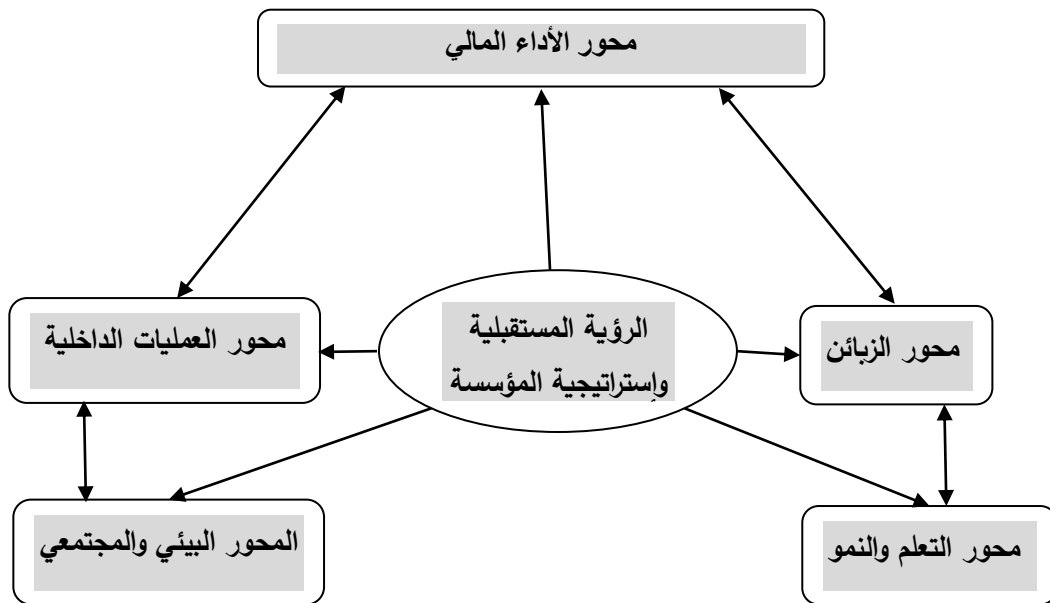 محور الأداء المالي
الرؤية المستقبلية
وإستراتيجية المؤسسة
محور الزبائن
محور العمليات الداخلية
محور التعلم والنمو
المحور البيئي والمجتمعي